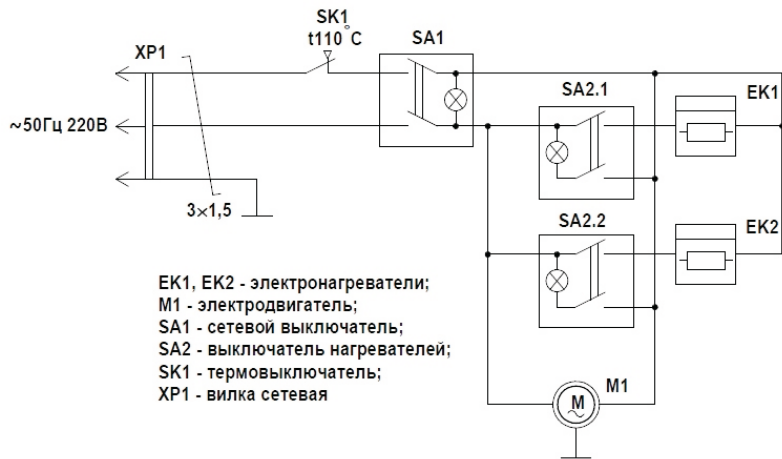 SK1
t110°C
XP1
SA1
SA2.1
EK1
~50Гц 220В
3×1,5
SA2.2
EK2
EK1, EK2 - электронагреватели;
M1 - электродвигатель;
SA1 - сетевой выключатель;
SA2 - выключатель нагревателей;
SK1 - термовыключатель;
XP1 - вилка сетевая
M1
M
~